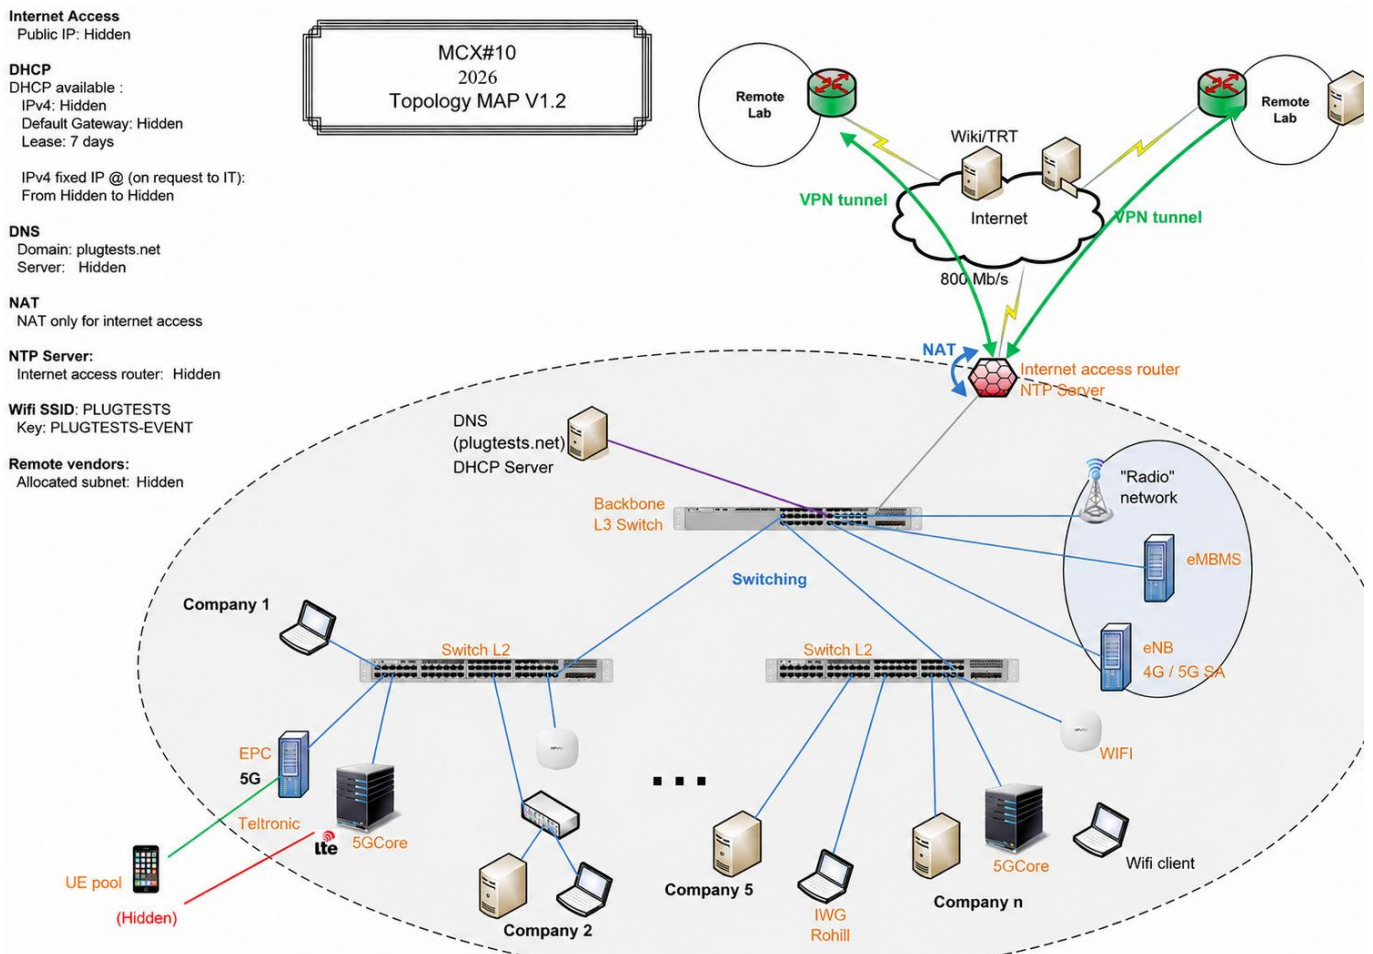 Internet Access
Public IP: Hidden
DHCP
DHCP available :
IPv4: Hidden
Default Gateway: Hidden
Lease: 7 days
IPv4 fixed IP @ (on request to IT):
From Hidden to Hidden
DNS
Domain: plugtests.net
Server: Hidden
NAT
NAT only for internet access
NTP Server:
Internet access router: Hidden
Wifi SSID: PLUGTESTS
Key: PLUGTESTS-EVENT
Remote vendors:
Allocated subnet: Hidden
MCX#10
2026
Topology MAP V1.2
Remote
Lab
Wiki/TRT
Remote
Lab
VPN tunnel
Internet
VPN tunnel
800 Mb/s
NAT
Internet access router
NTP Server
DNS
(plugtests.net)
DHCP Server
Backbone
L3 Switch
"Radio"
network
eMBMS
Switching
Company 1
Switch L2
Switch L2
eNB
4G / 5G SA
EPC
5G
WIFI
Teltronic
lte
5GCore
UE pool
(Hidden)
Company 2
Company 5
IWG
Rohill
5GCore
Company n
Wifi client